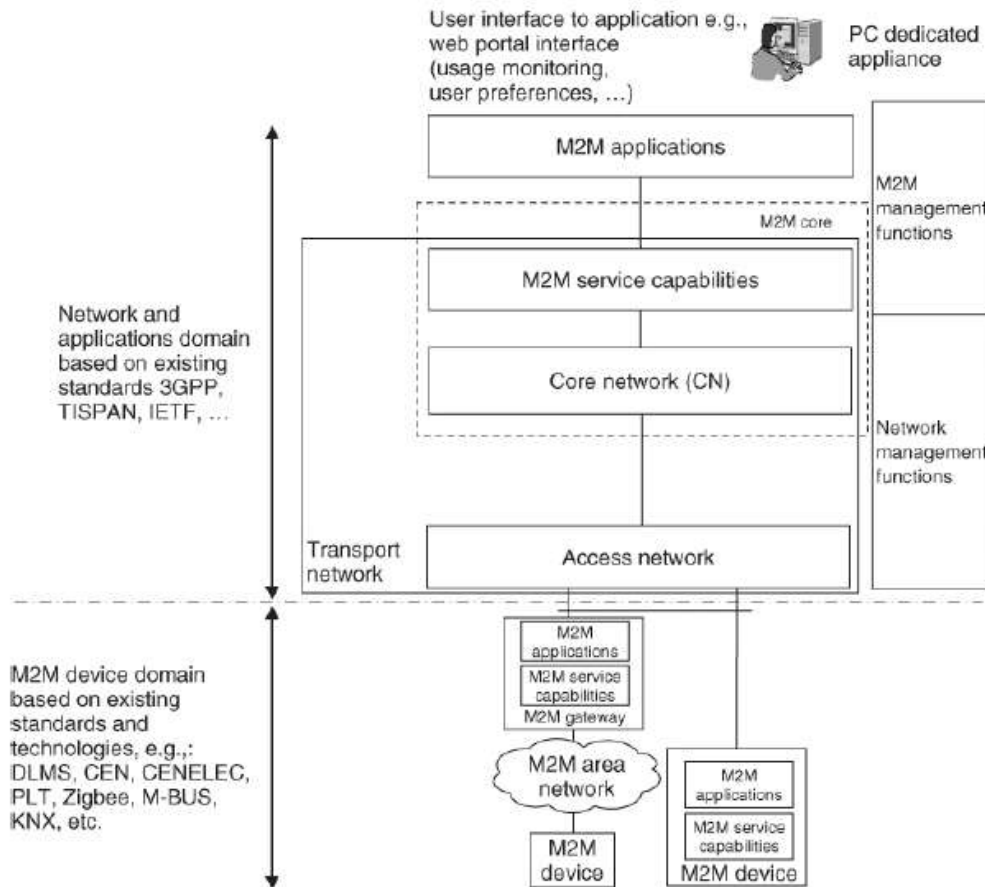 User interface to application e.g.,
web portal interface
(usage monitoring,
user preferences, …)
PC dedicated
appliance
M2M applications
M2M
management
functions
M2M core
M2M service capabilities
Network and
applications domain
based on existing
standards 3GPP,
TISPAN, IETF, …
Core network (CN)
Network
management
functions
Transport
network
Access network
M2M device domain
based on existing
standards and
technologies, e.g.,:
DLMS, CEN, CENELEC,
PLT, Zigbee, M-BUS,
KNX, etc.
M2M
applications
M2M service
capabilities
M2M gateway
M2M area
network
M2M
device
M2M
applications
M2M service
capabilities
M2M device